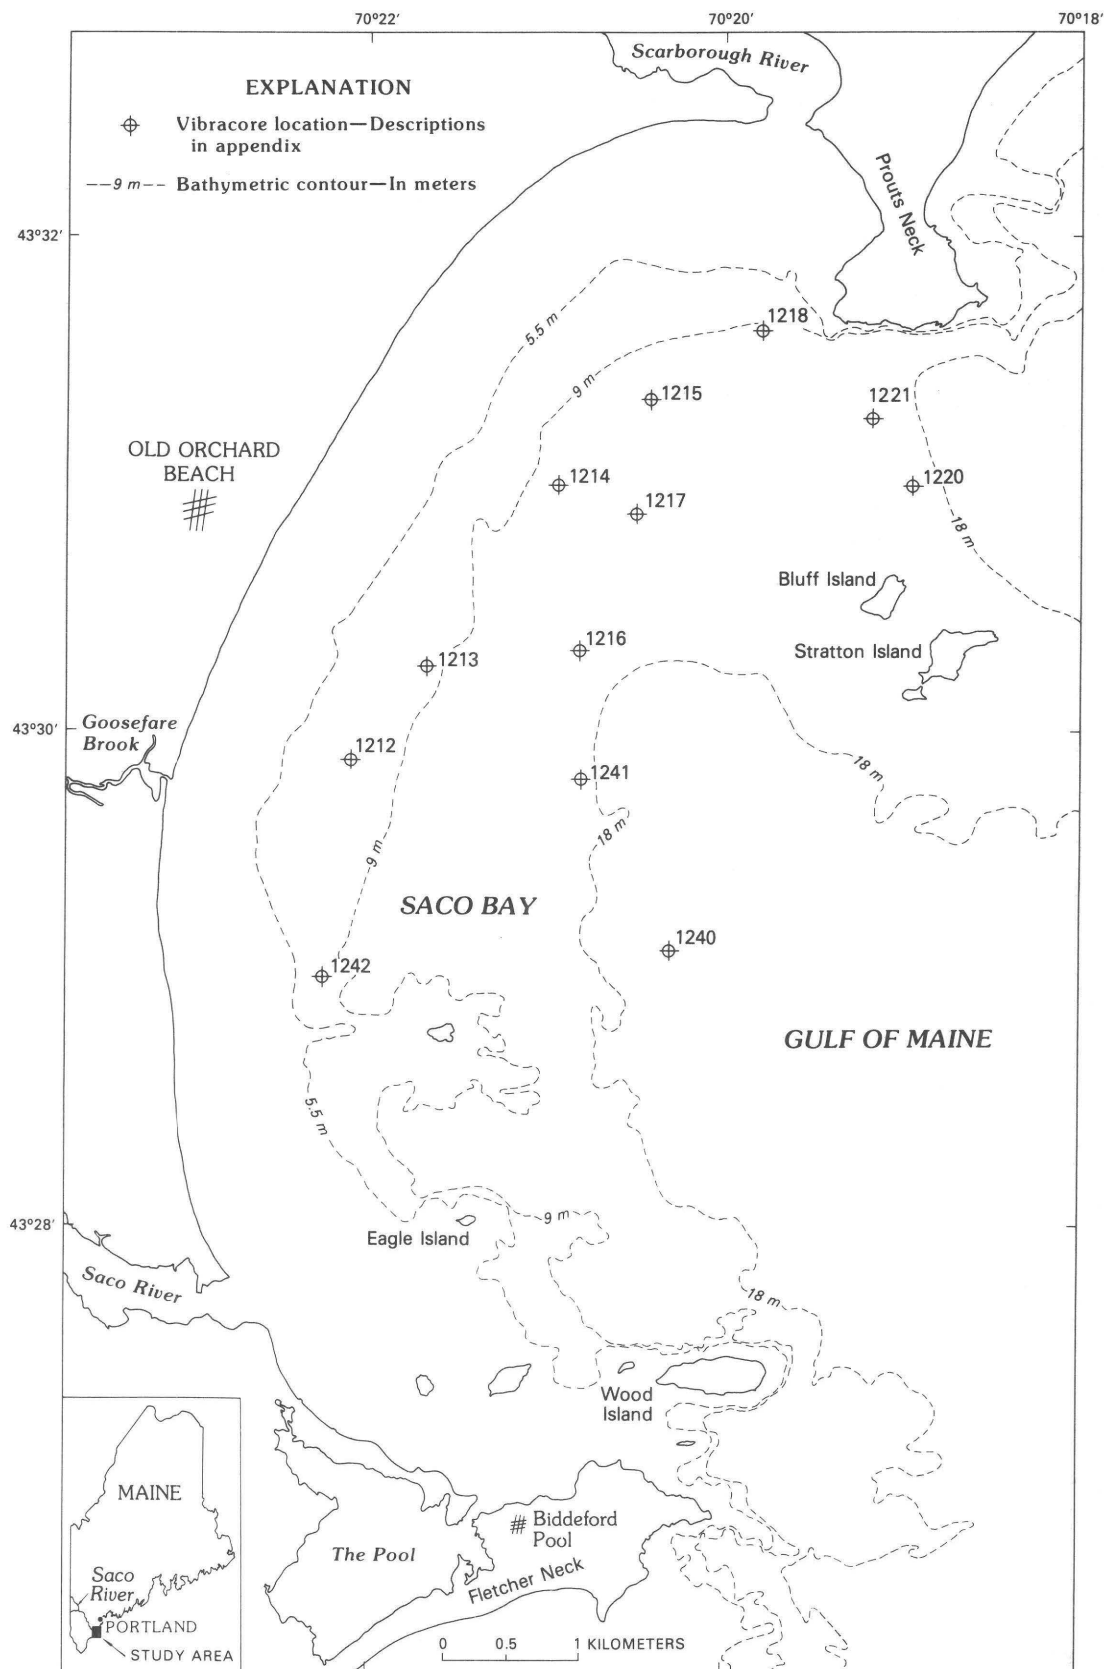 70°22′
70°20′
70°18′
Scarborough River
EXPLANATION
Vibracore location—Descriptions
in appendix
—–9 m–– Bathymetric contour—In meters
Prouts Neck
43°32′
5.5 m
1218
9 m
1215
1221
OLD ORCHARD
BEACH
1214
1220
1217
18 m
Bluff Island
1216
Stratton Island
1213
Goosefare
Brook
43°30′
1212
1241
18 m
18 m
9 m
SACO BAY
1240
1242
GULF OF MAINE
5.5 m
43°28′
9 m
Eagle Island
Saco River
18 m
Wood
Island
MAINE
Biddeford
Pool
The Pool
Fletcher Neck
Saco
River
PORTLAND
STUDY AREA
0 0.5 1 KILOMETERS